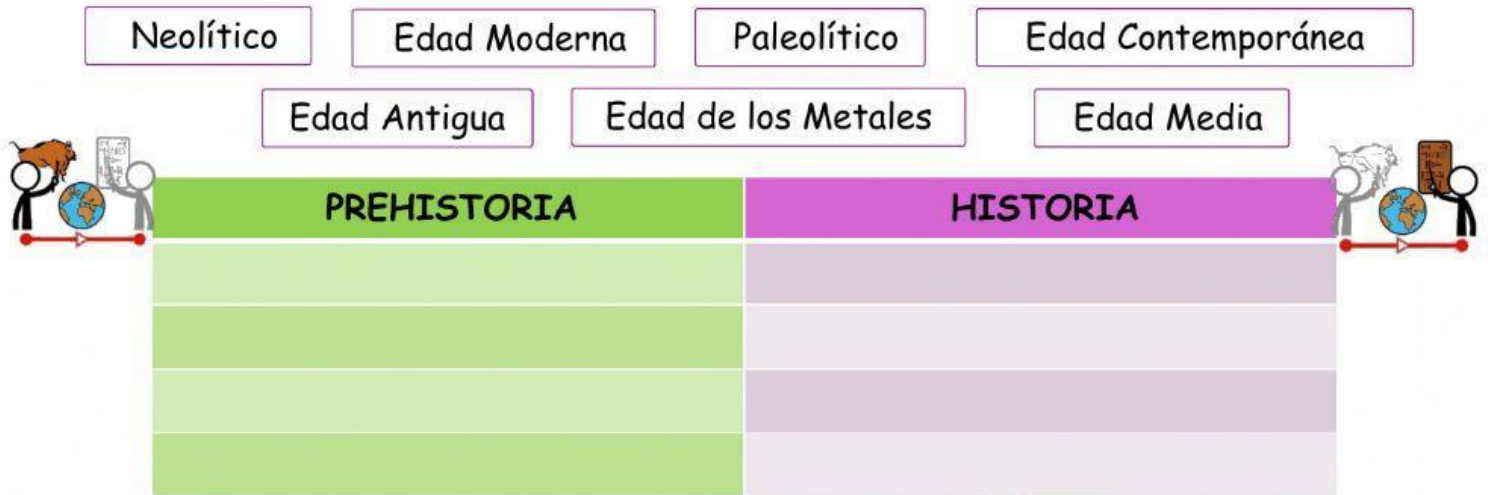 Neolítico Edad Moderna Paleolítico Edad Contemporánea
Edad Antigua Edad de los Metales Edad Media
PREHISTORIA HISTORIA